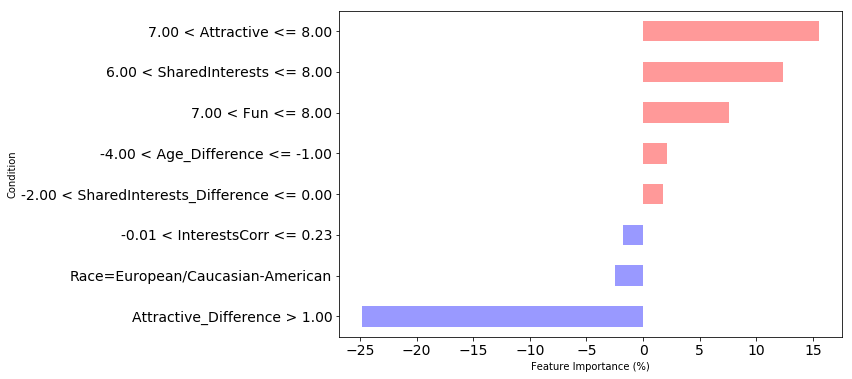 7.00 < Attractive <= 8.00
6.00 < SharedInterests <= 8.00
7.00 < Fun <= 8.00
-4.00 < Age_Difference <= -1.00
-2.00 < SharedInterests_Difference <= 0.00
-0.01 < InterestsCorr <= 0.23
Race=European/Caucasian-American
Attractive_Difference > 1.00
Condition
−25 −20 −15 −10 −5 0 5 10 15
Feature Importance (%)